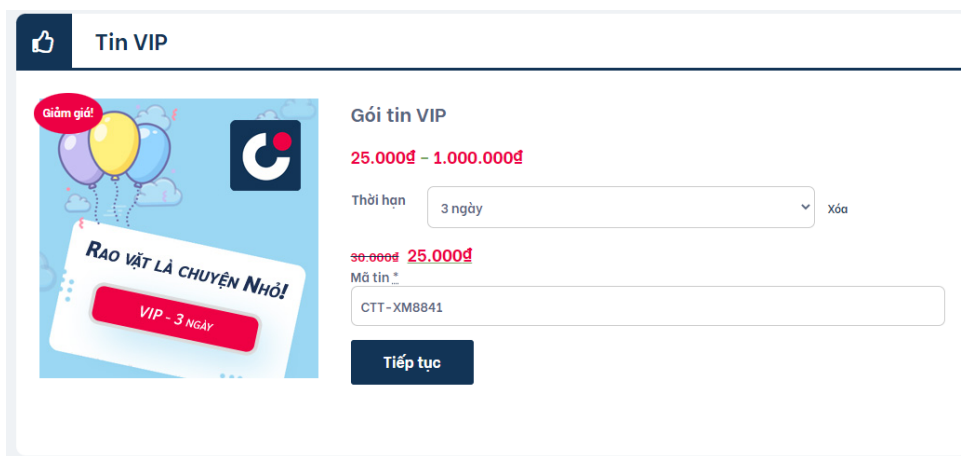 Tin VIP
Giảm giá!
RAO VẶT LÀ CHUYỆN NHỎ!
VIP - 3 NGÀY
Gói tin VIP
25.000₫ – 1.000.000₫
Thời hạn
3 ngày
Xóa
30.000₫ 25.000₫
Mã tin *
CTT-XM8841
Tiếp tục